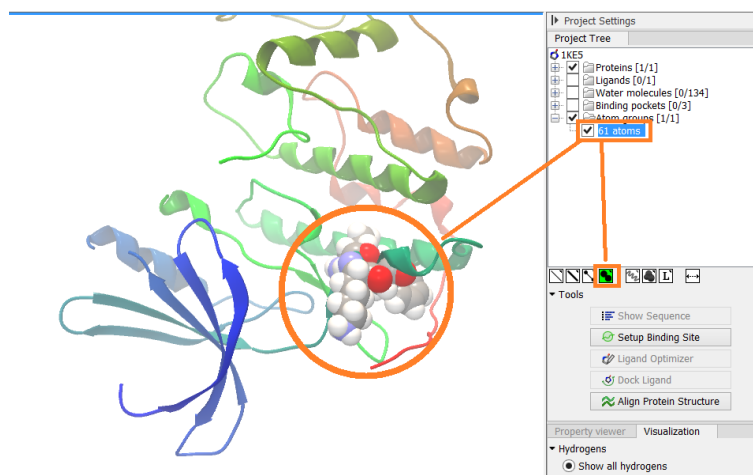 Project Settings
Project Tree
1KE5
Proteins [1/1]
Ligands [0/1]
Water molecules [0/134]
Binding pockets [0/3]
Atom groups [1/1]
61 atoms
L
Tools
Show Sequence
Setup Binding Site
Ligand Optimizer
Dock Ligand
Align Protein Structure
Property viewer Visualization
Hydrogens
Show all hydrogens